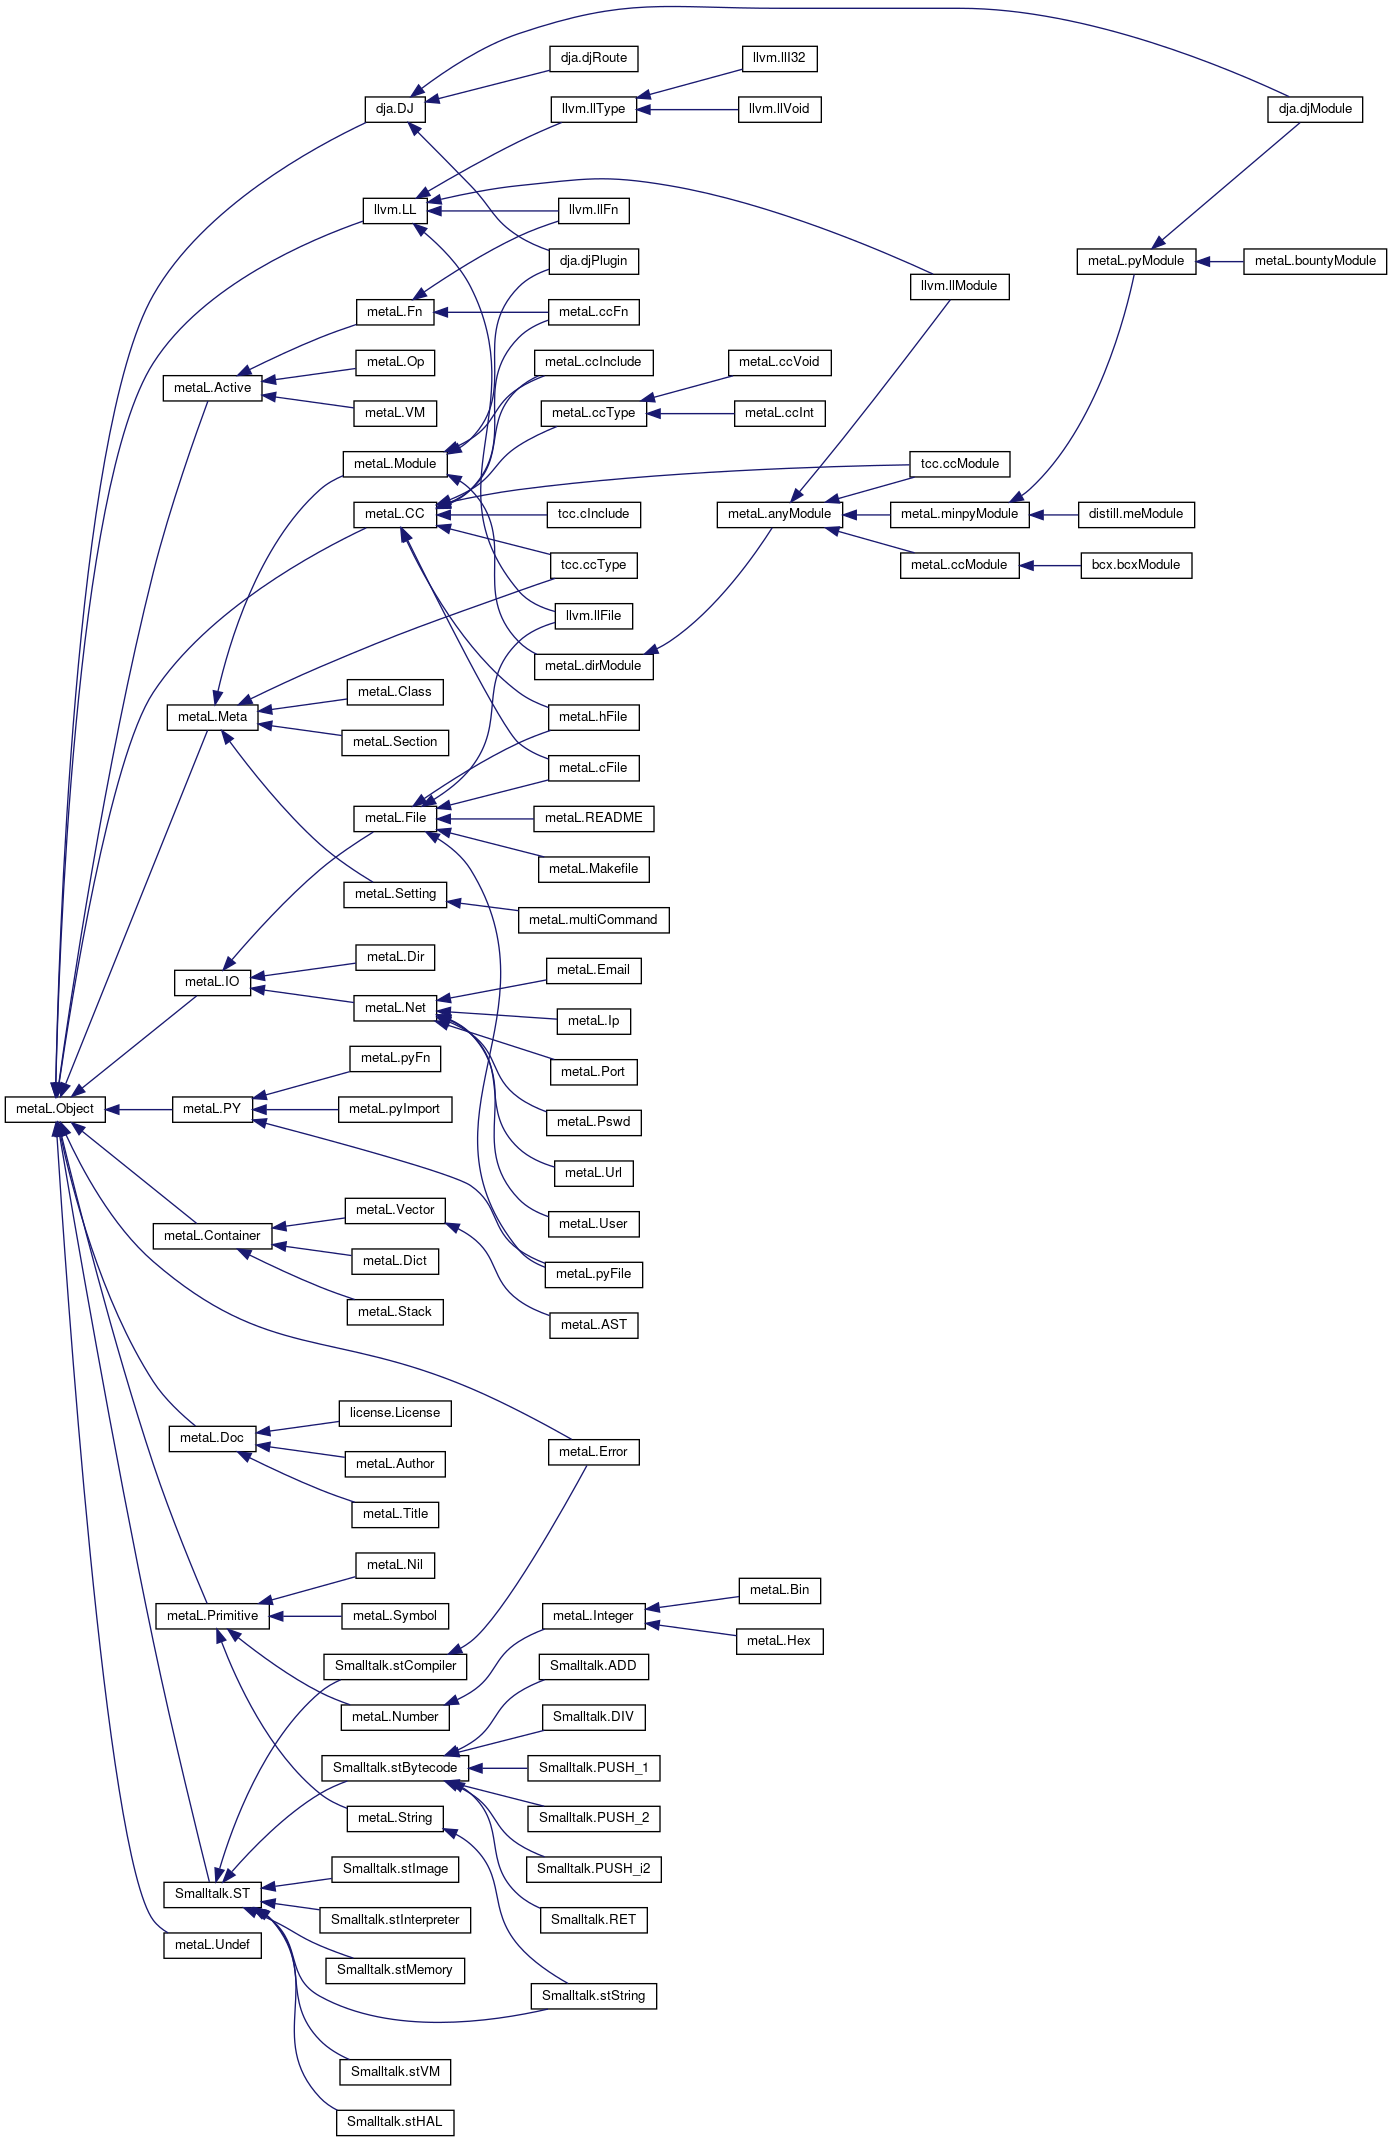 dja.djRoute
llvm.llI32
dja.DJ
llvm.llType
llvm.llVoid
dja.djModule
llvm.LL
llvm.llFn
dja.djPlugin
metaL.pyModule
metaL.bountyModule
llvm.llModule
metaL.Fn
metaL.ccFn
metaL.Op
metaL.ccInclude
metaL.ccVoid
metaL.Active
metaL.VM
metaL.ccType
metaL.ccInt
metaL.Module
tcc.ccModule
metaL.CC
tcc.cInclude
metaL.anyModule
metaL.minpyModule
distill.meModule
tcc.ccType
metaL.ccModule
bcx.bcxModule
llvm.llFile
metaL.dirModule
metaL.Class
metaL.Meta
metaL.hFile
metaL.Section
metaL.cFile
metaL.File
metaL.README
metaL.Makefile
metaL.Setting
metaL.multiCommand
metaL.Dir
metaL.Email
metaL.IO
metaL.Net
metaL.Ip
metaL.pyFn
metaL.Port
metaL.Object
metaL.PY
metaL.pyImport
metaL.Pswd
metaL.Url
metaL.Vector
metaL.User
metaL.Container
metaL.Dict
metaL.pyFile
metaL.Stack
metaL.AST
license.License
metaL.Doc
metaL.Error
metaL.Author
metaL.Title
metaL.Nil
metaL.Bin
metaL.Primitive
metaL.Symbol
metaL.Integer
metaL.Hex
Smalltalk.stCompiler
Smalltalk.ADD
metaL.Number
Smalltalk.DIV
Smalltalk.stBytecode
Smalltalk.PUSH_1
metaL.String
Smalltalk.PUSH_2
Smalltalk.stImage
Smalltalk.PUSH_i2
Smalltalk.ST
Smalltalk.stInterpreter
Smalltalk.RET
metaL.Undef
Smalltalk.stMemory
Smalltalk.stString
Smalltalk.stVM
Smalltalk.stHAL